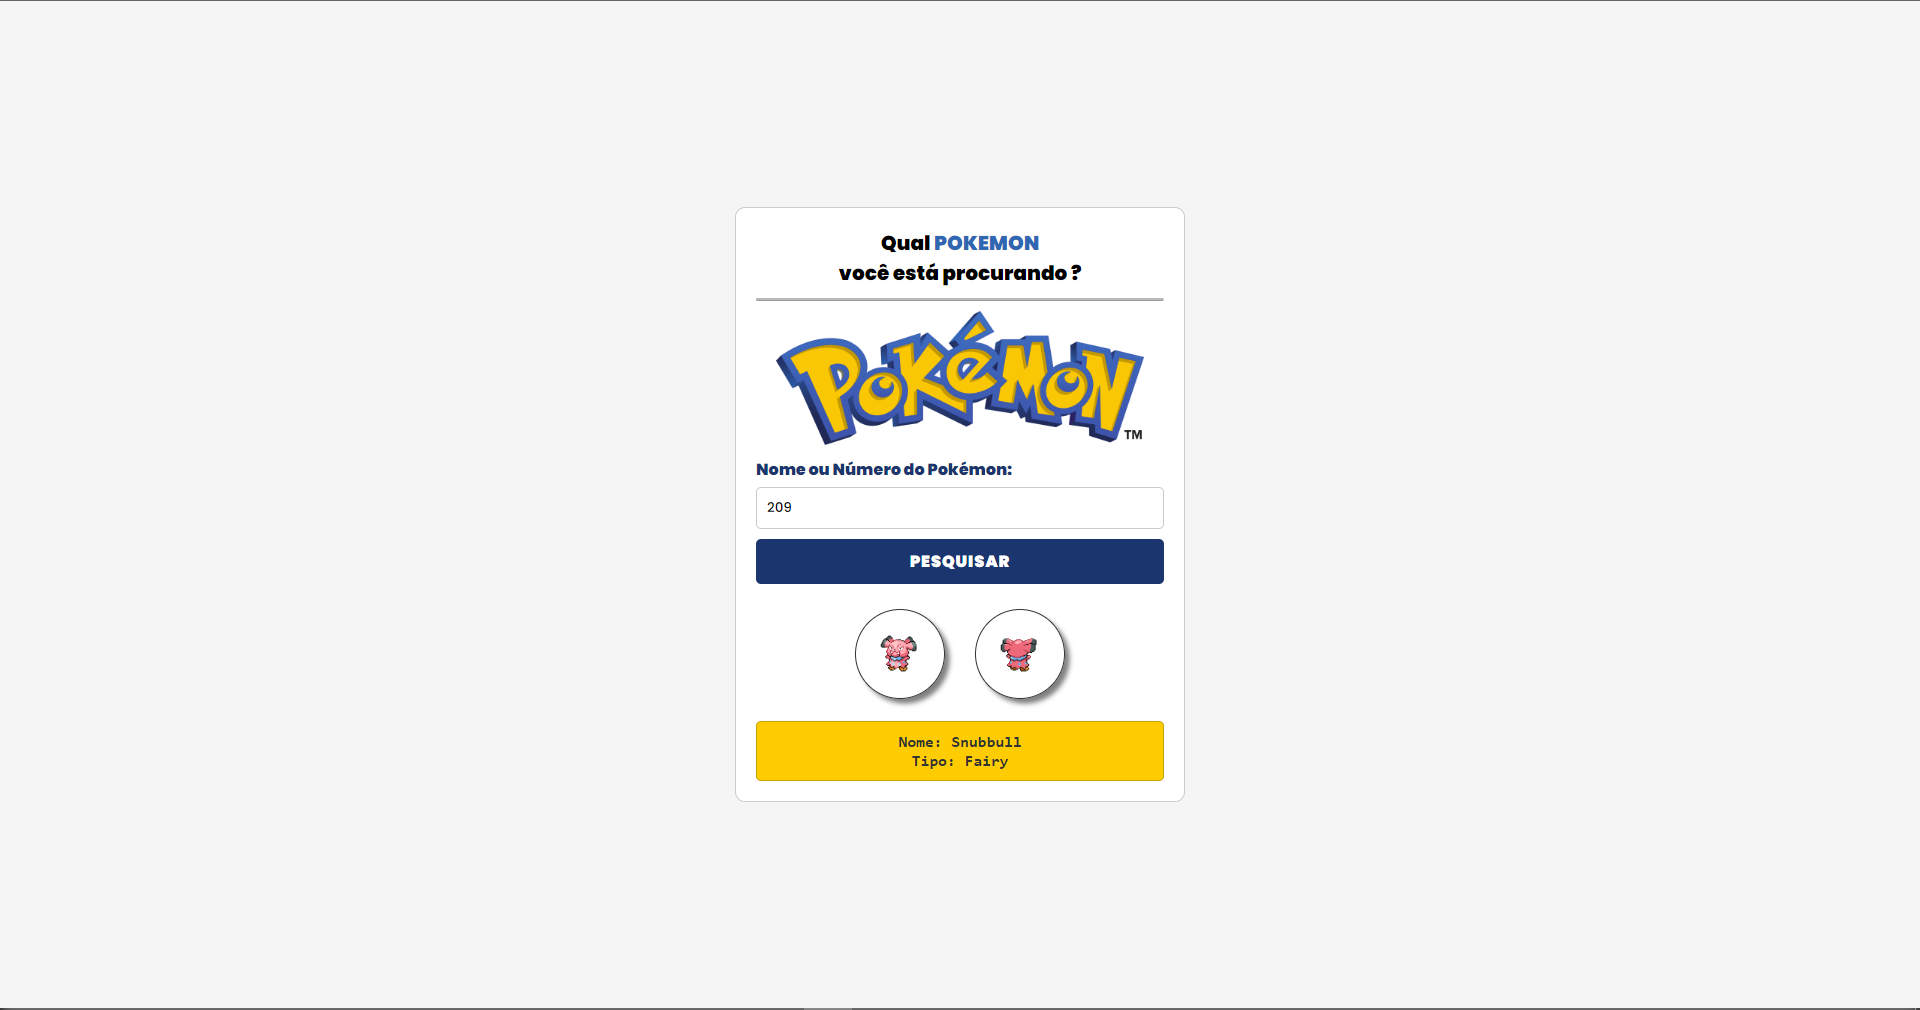 Qual POKEMON
você está procurando ?
POKéMON
TM
Nome ou Número do Pokémon:
209
PESQUISAR
Nome: Snubbull
Tipo: Fairy